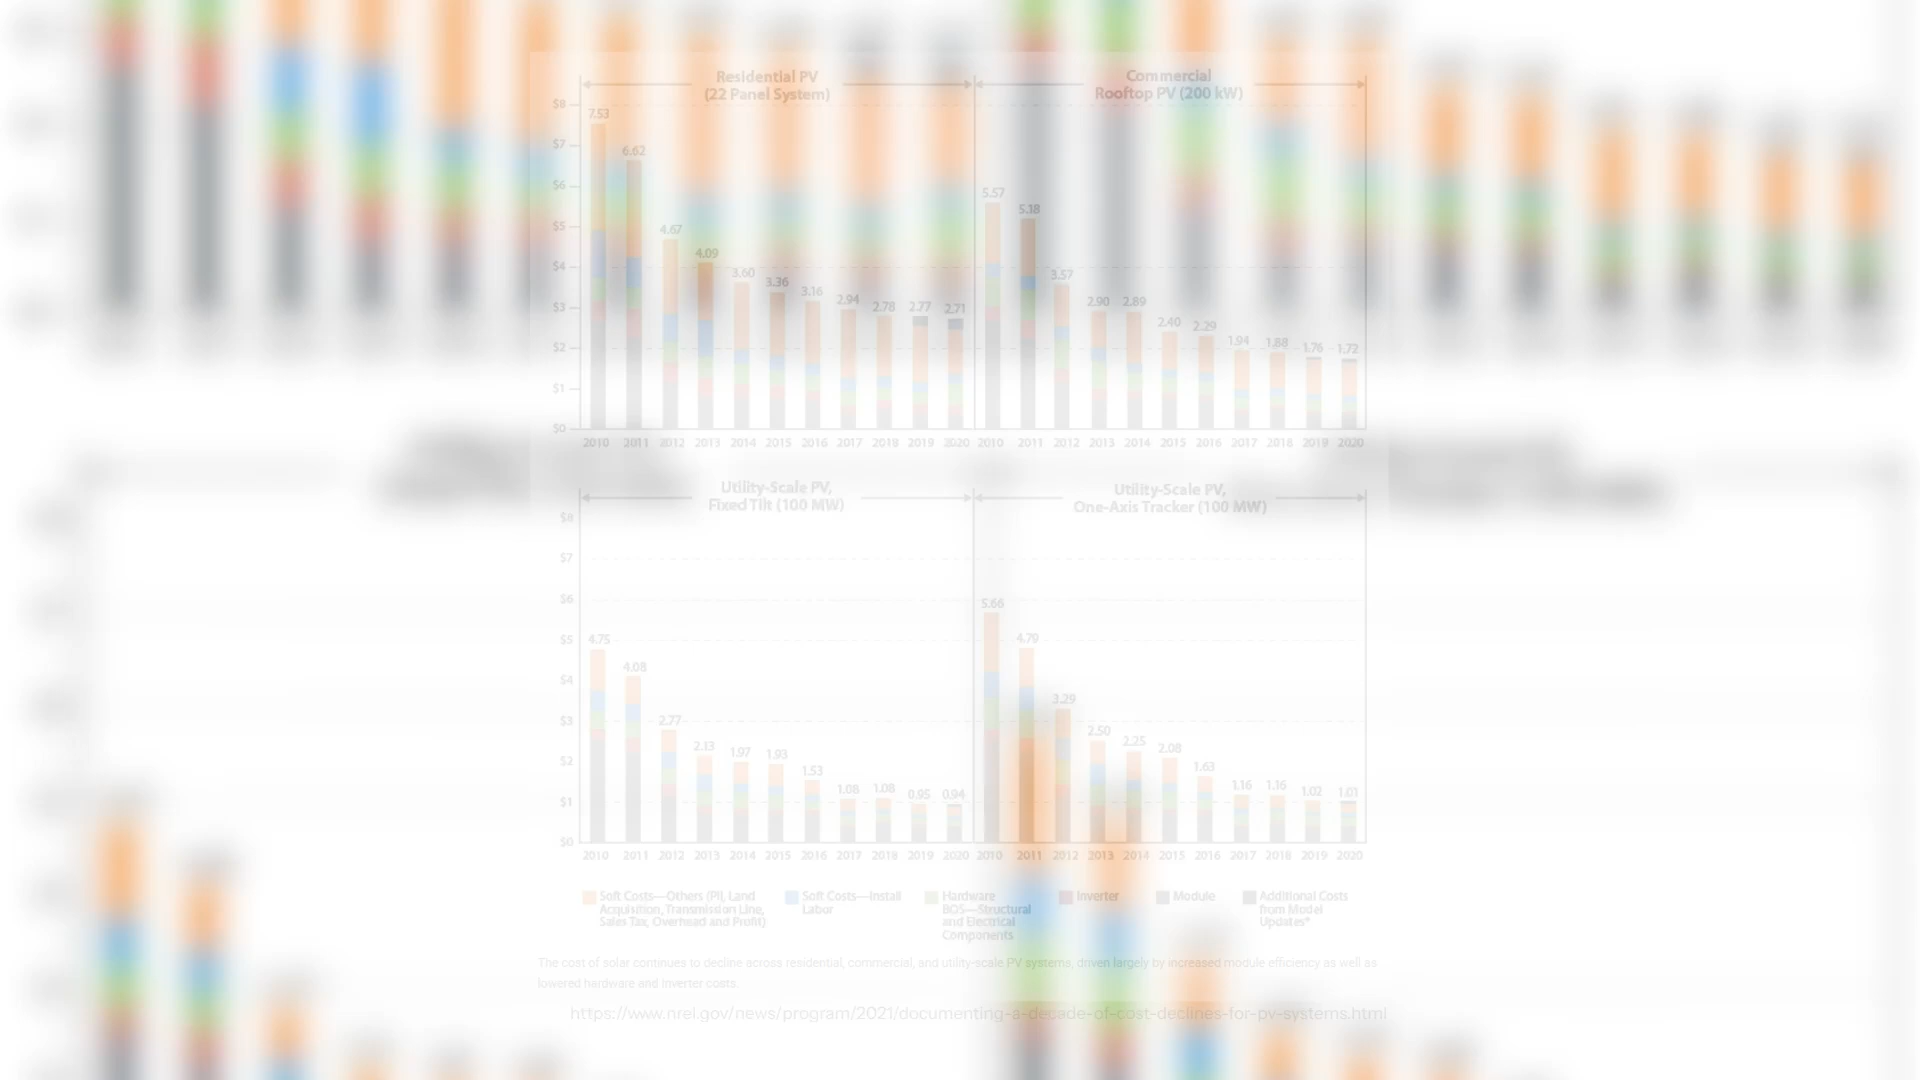 Residential PV
(22 Panel System)
Commercial
Rooftop PV (200 kW)
$8
$7
$6
$5
$4
$3
$2
$1
$0
7.53
6.62
4.67
4.09
3.60
3.36
3.16
2.94
2.78
2.77
2.71
5.57
5.18
3.57
2.90
2.89
2.40
2.29
1.94
1.88
1.76
1.72
2010 2011 2012 2013 2014 2015 2016 2017 2018 2019 2020 2010 2011 2012 2013 2014 2015 2016 2017 2018 2019 2020
Utility-Scale PV,
Fixed Tilt (100 MW)
Utility-Scale PV,
One-Axis Tracker (100 MW)
$8
$7
$6
$5
$4
$3
$2
$1
$0
4.75
4.08
2.77
2.13
1.97
1.93
1.53
1.08
1.08
0.95
0.94
5.66
4.79
3.29
2.50
2.25
2.08
1.63
1.16
1.16
1.02
1.01
2010 2011 2012 2013 2014 2015 2016 2017 2018 2019 2020 2010 2011 2012 2013 2014 2015 2016 2017 2018 2019 2020
Soft Costs—Others (PII, Land
Acquisition, Transmission Line,
Sales Tax, Overhead and Profit)
Soft Costs—Install
Labor
Hardware
BOS—Structural
and Electrical
Components
Inverter
Module
Additional Costs
from Model
Updates*
The cost of solar continues to decline across residential, commercial, and utility-scale PV systems, driven largely by increased module efficiency as well as
lowered hardware and inverter costs.
https://www.nrel.gov/news/program/2021/documenting-a-decade-of-cost-declines-for-pv-systems.html